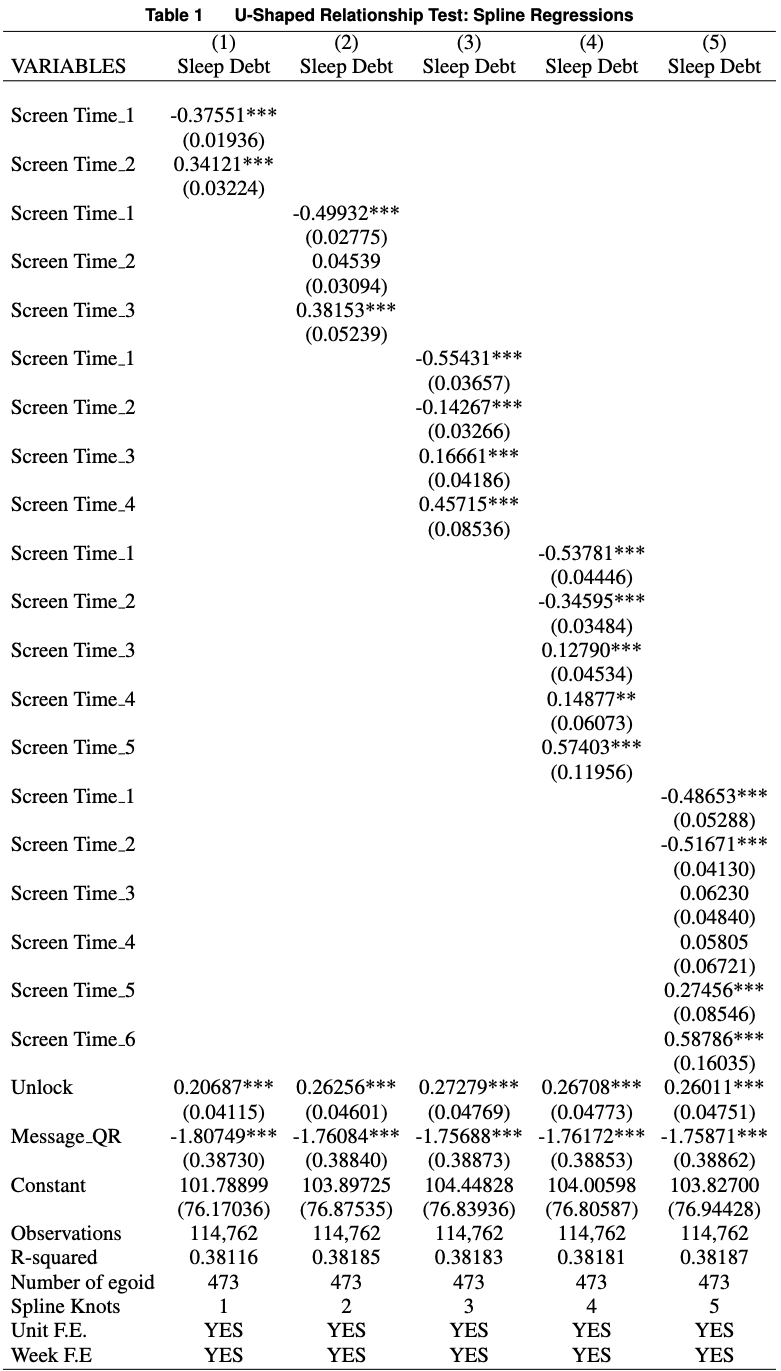 Table 1 U-Shaped Relationship Test: Spline Regressions
(1) (2) (3) (4) (5)
VARIABLES Sleep Debt Sleep Debt Sleep Debt Sleep Debt Sleep Debt
Screen Time_1 -0.37551***
(0.01936)
Screen Time_2 0.34121***
(0.03224)
Screen Time_1 -0.49932***
(0.02775)
Screen Time_2 0.04539
(0.03094)
Screen Time_3 0.38153***
(0.05239)
Screen Time_1 -0.55431***
(0.03657)
Screen Time_2 -0.14267***
(0.03266)
Screen Time_3 0.16661***
(0.04186)
Screen Time_4 0.45715***
(0.08536)
Screen Time_1 -0.53781***
(0.04446)
Screen Time_2 -0.34595***
(0.03484)
Screen Time_3 0.12790***
(0.04534)
Screen Time_4 0.14877**
(0.06073)
Screen Time_5 0.57403***
(0.11956)
Screen Time_1 -0.48653***
(0.05288)
Screen Time_2 -0.51671***
(0.04130)
Screen Time_3 0.06230
(0.04840)
Screen Time_4 0.05805
(0.06721)
Screen Time_5 0.27456***
(0.08546)
Screen Time_6 0.58786***
(0.16035)
Unlock 0.20687*** 0.26256*** 0.27279*** 0.26708*** 0.26011***
(0.04115) (0.04601) (0.04769) (0.04773) (0.04751)
Message_QR -1.80749*** -1.76084*** -1.75688*** -1.76172*** -1.75871***
(0.38730) (0.38840) (0.38873) (0.38853) (0.38862)
Constant 101.78899 103.89725 104.44828 104.00598 103.82700
(76.17036) (76.87535) (76.83936) (76.80587) (76.94428)
Observations 114,762 114,762 114,762 114,762 114,762
R-squared 0.38116 0.38185 0.38183 0.38181 0.38187
Number of egoid 473 473 473 473 473
Spline Knots 1 2 3 4 5
Unit F.E. YES YES YES YES YES
Week F.E YES YES YES YES YES